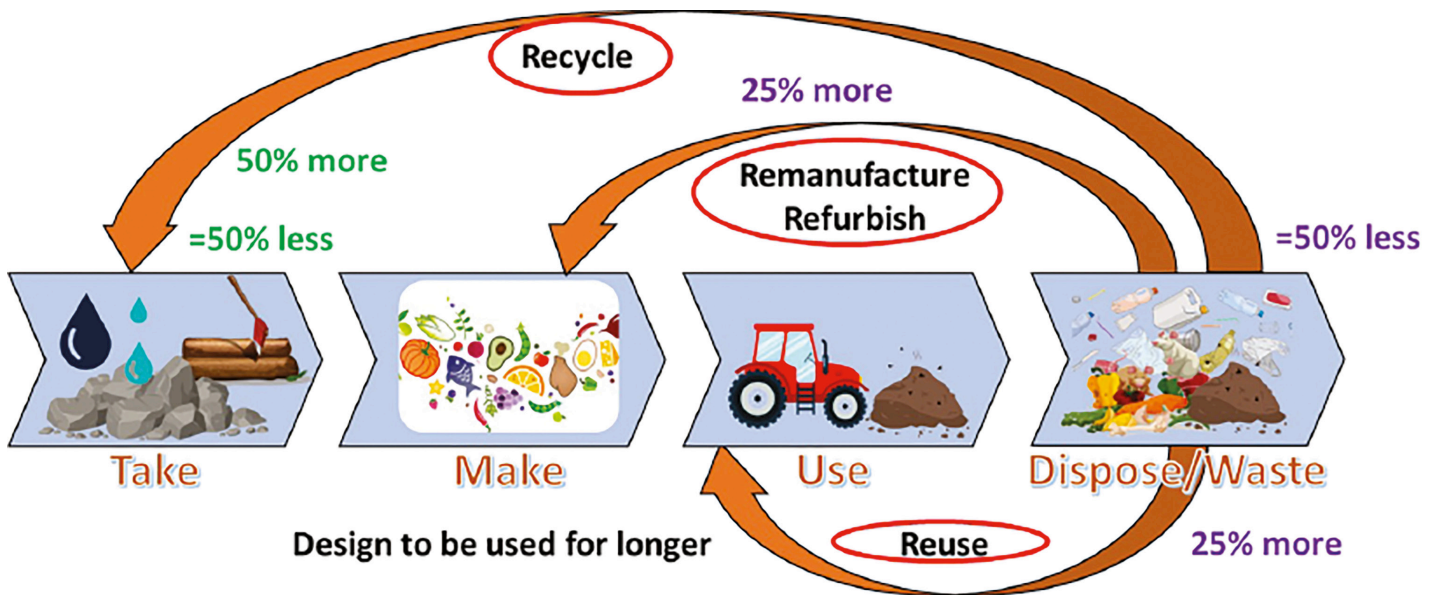 Recycle
25% more
50% more
Remanufacture
Refurbish
=50% less
=50% less
Take
Make
Use
Dispose/Waste
Design to be used for longer
Reuse
25% more